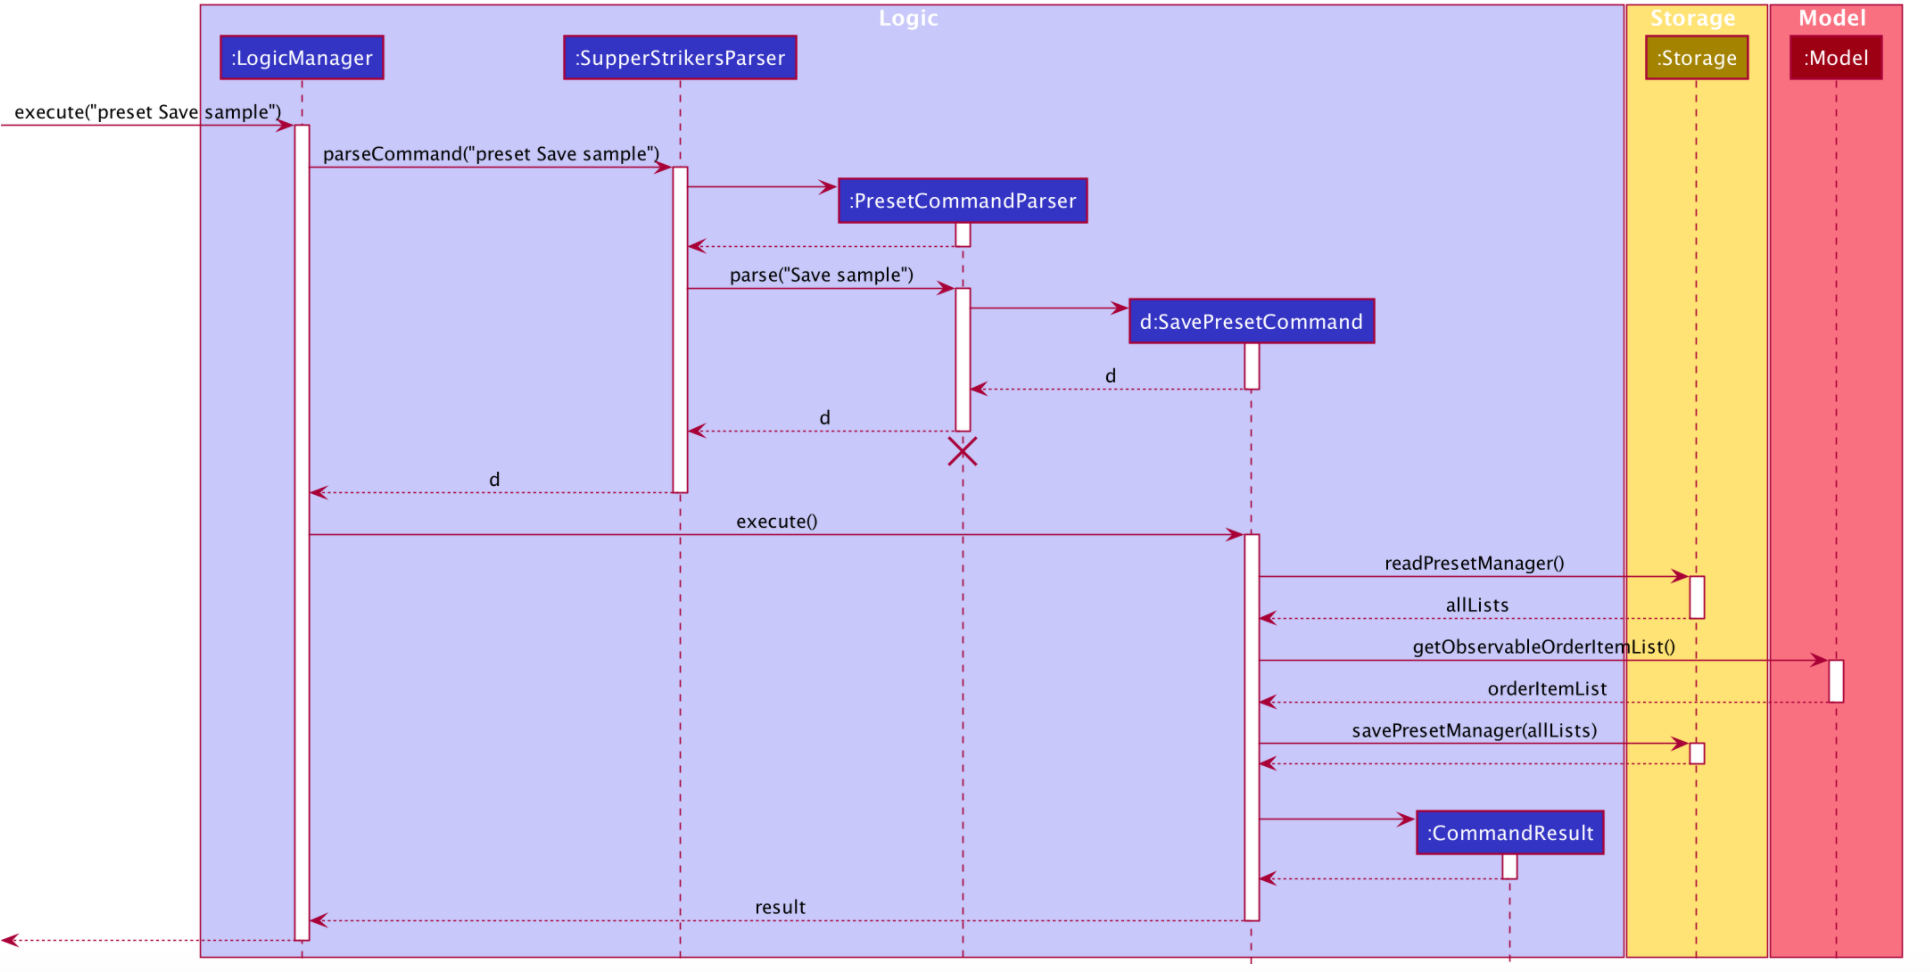 Logic
Storage
Model
:LogicManager
:SupperStrikersParser
:Storage
:Model
execute("preset Save sample")
parseCommand("preset Save sample")
:PresetCommandParser
parse("Save sample")
d:SavePresetCommand
d
d
d
execute()
readPresetManager()
allLists
getObservableOrderItemList()
orderItemList
savePresetManager(allLists)
:CommandResult
result